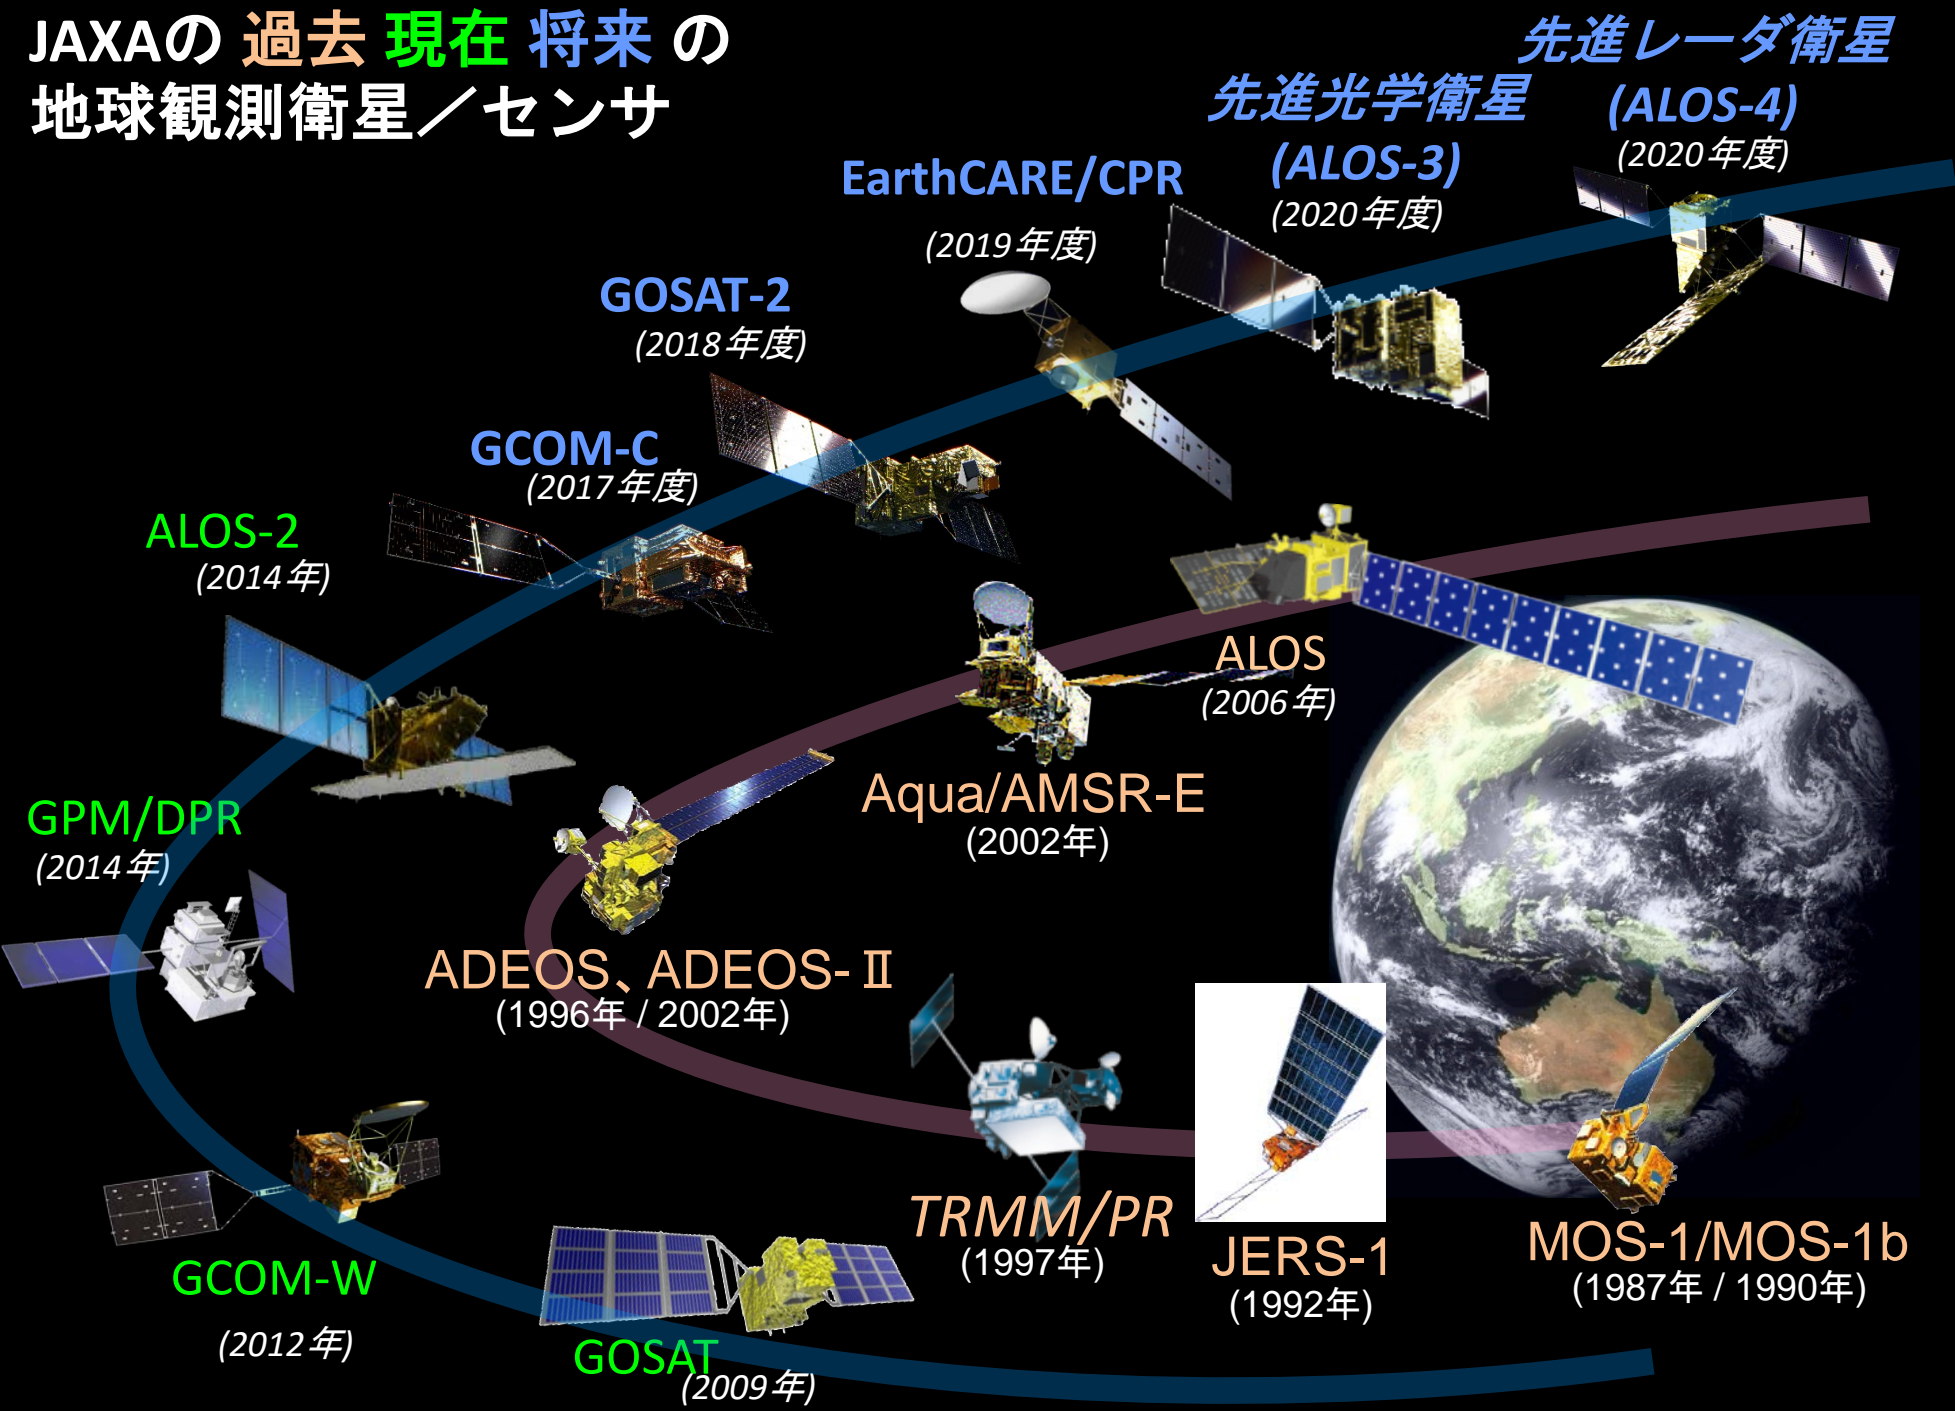 JAXAの 過去 現在 将来 の
地球観測衛星／センサ
先進レーダ衛星
(ALOS-4)
(2020年度)
先進光学衛星
(ALOS-3)
(2020年度)
EarthCARE/CPR
(2019年度)
GOSAT-2
(2018年度)
GCOM-C
(2017年度)
ALOS-2
(2014年)
GPM/DPR
(2014年)
GCOM-W
(2012年)
GOSAT
(2009年)
ALOS
(2006年)
Aqua/AMSR-E
(2002年)
ADEOS、ADEOS-Ⅱ
(1996年 / 2002年)
TRMM/PR
(1997年)
JERS-1
(1992年)
MOS-1/MOS-1b
(1987年 / 1990年)